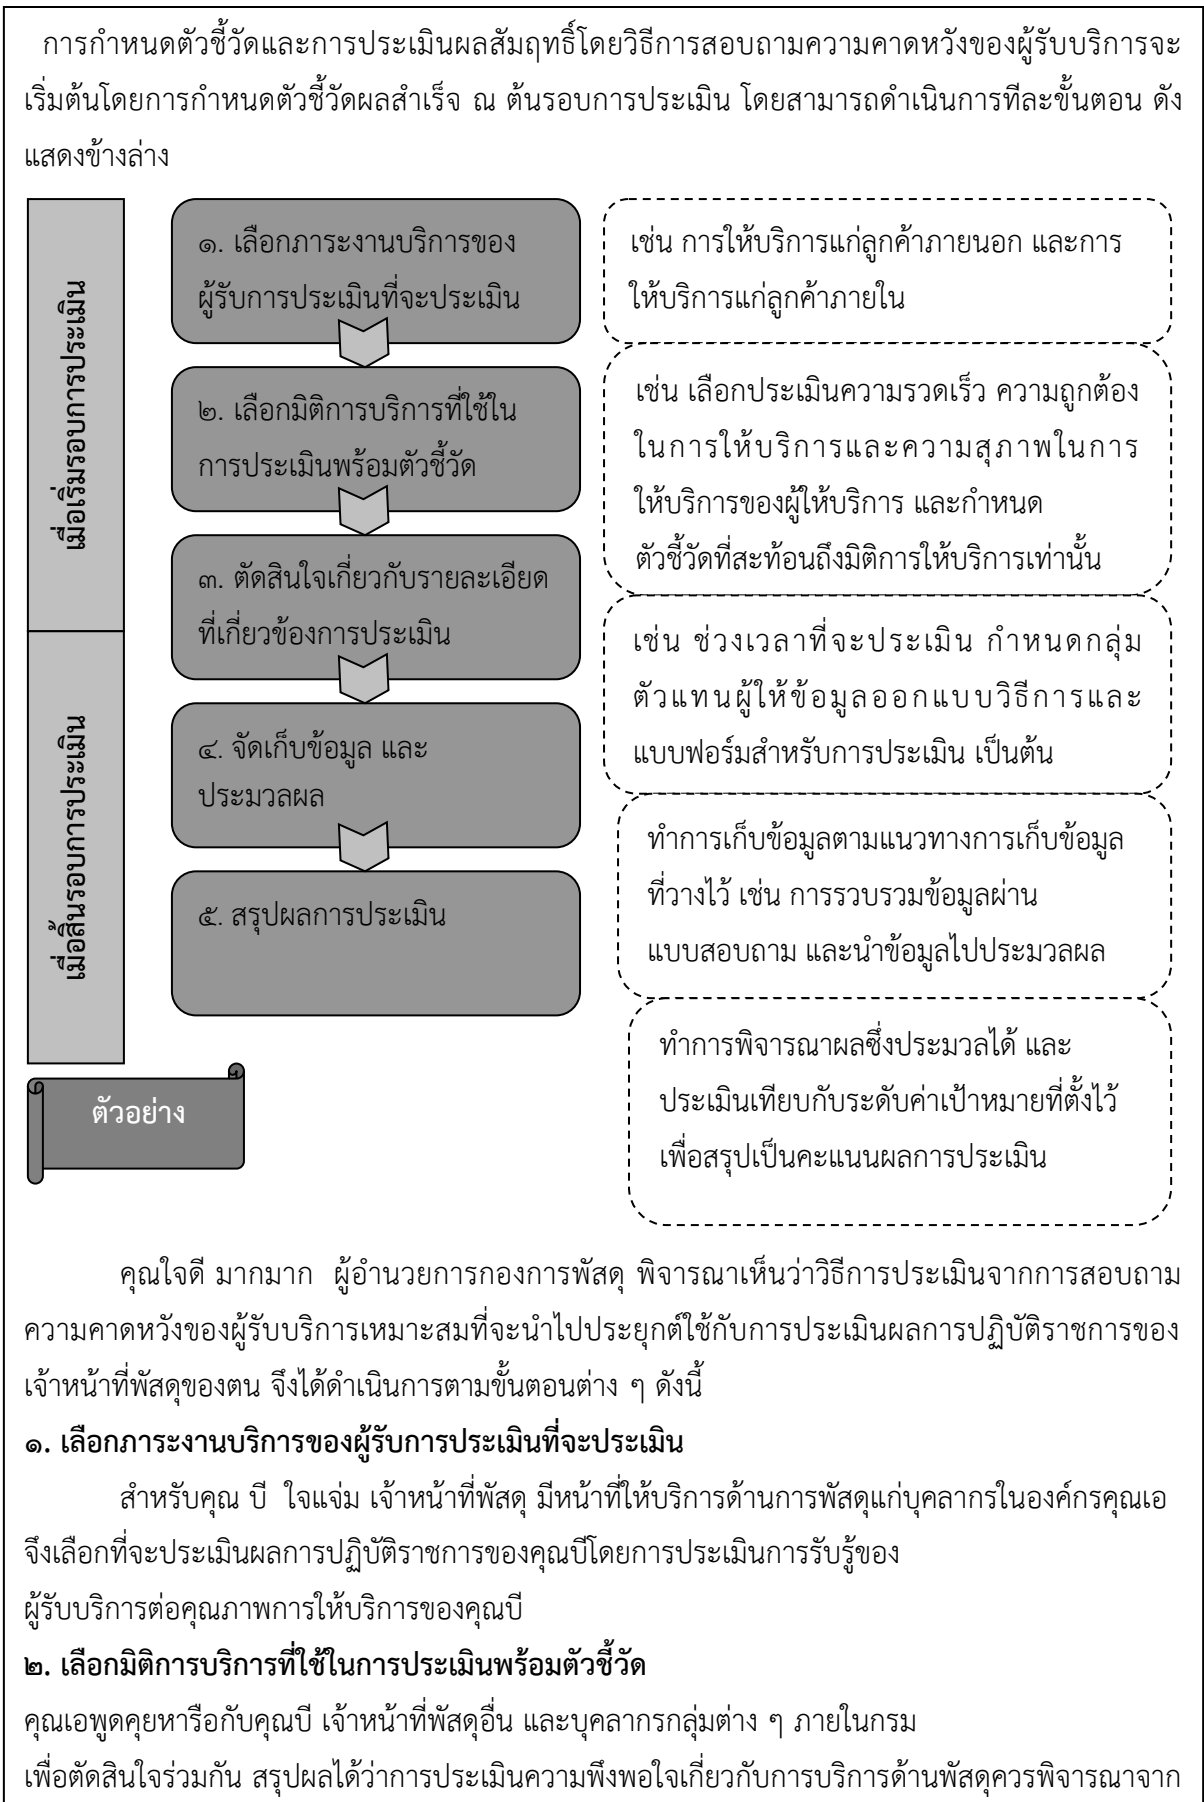 การกำหนดตัวชี้วัดและการประเมินผลสัมฤทธิ์โดยวิธีการสอบถามความคาดหวังของผู้รับบริการจะ
เริ่มต้นโดยการกำหนดตัวชี้วัดผลสำเร็จ ณ ต้นรอบการประเมิน โดยสามารถดำเนินการทีละขั้นตอน ดัง
แสดงข้างล่าง
เมื่อเริ่มรอบการประเมิน
๑. เลือกภาระงานบริการของ
ผู้รับการประเมินที่จะประเมิน
เช่น การให้บริการแก่ลูกค้าภายนอก และการ
ให้บริการแก่ลูกค้าภายใน
๒. เลือกมิติการบริการที่ใช้ใน
การประเมินพร้อมตัวชี้วัด
เช่น เลือกประเมินความรวดเร็ว ความถูกต้อง
ในการให้บริการและความสุภาพในการ
ให้บริการของผู้ให้บริการ และกำหนด
ตัวชี้วัดที่สะท้อนถึงมิติการให้บริการเท่านั้น
๓. ตัดสินใจเกี่ยวกับรายละเอียด
ที่เกี่ยวข้องการประเมิน
เช่น ช่วงเวลาที่จะประเมิน กำหนดกลุ่ม
ตัวแทนผู้ให้ข้อมูลออกแบบวิธีการและ
แบบฟอร์มสำหรับการประเมิน เป็นต้น
เมื่อสิ้นรอบการประเมิน
๔. จัดเก็บข้อมูล และ
ประมวลผล
ทำการเก็บข้อมูลตามแนวทางการเก็บข้อมูล
ที่วางไว้ เช่น การรวบรวมข้อมูลผ่าน
แบบสอบถาม และนำข้อมูลไปประมวลผล
๕. สรุปผลการประเมิน
ทำการพิจารณาผลซึ่งประมวลได้ และ
ประเมินเทียบกับระดับค่าเป้าหมายที่ตั้งไว้
เพื่อสรุปเป็นคะแนนผลการประเมิน
ตัวอย่าง
คุณใจดี มากมาก ผู้อำนวยการกองการพัสดุ พิจารณาเห็นว่าวิธีการประเมินจากการสอบถาม
ความคาดหวังของผู้รับบริการเหมาะสมที่จะนำไปประยุกต์ใช้กับการประเมินผลการปฏิบัติราชการของ
เจ้าหน้าที่พัสดุของตน จึงได้ดำเนินการตามขั้นตอนต่าง ๆ ดังนี้
๑. เลือกภาระงานบริการของผู้รับการประเมินที่จะประเมิน
สำหรับคุณ บี ใจแจ่ม เจ้าหน้าที่พัสดุ มีหน้าที่ให้บริการด้านการพัสดุแก่บุคลากรในองค์กรคุณเอ
จึงเลือกที่จะประเมินผลการปฏิบัติราชการของคุณบีโดยการประเมินการรับรู้ของ
ผู้รับบริการต่อคุณภาพการให้บริการของคุณบี
๒. เลือกมิติการบริการที่ใช้ในการประเมินพร้อมตัวชี้วัด
คุณเอพูดคุยหารือกับคุณบี เจ้าหน้าที่พัสดุอื่น และบุคลากรกลุ่มต่าง ๆ ภายในกรม
เพื่อตัดสินใจร่วมกัน สรุปผลได้ว่าการประเมินความพึงพอใจเกี่ยวกับการบริการด้านพัสดุควรพิจารณาจาก